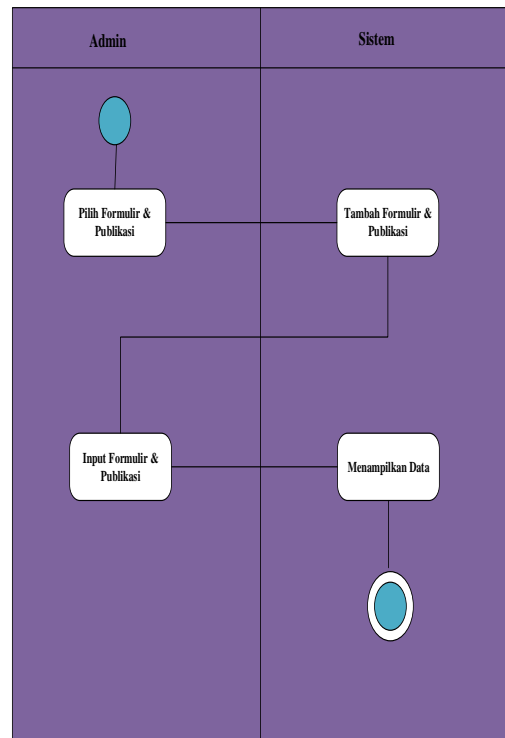 Admin
Sistem
Pilih Formulir &
Publikasi
Tambah Formulir &
Publikasi
Input Formulir &
Publikasi
Menampilkan Data